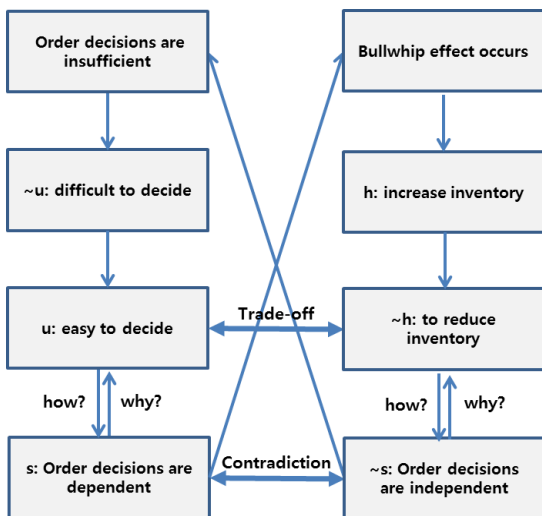 Order decisions are
insufficient
Bullwhip effect occurs
~u: difficult to decide
h: increase inventory
u: easy to decide
Trade-off
~h: to reduce
inventory
how?
why?
how?
why?
s: Order decisions are
dependent
Contradiction
~s: Order decisions
are independent